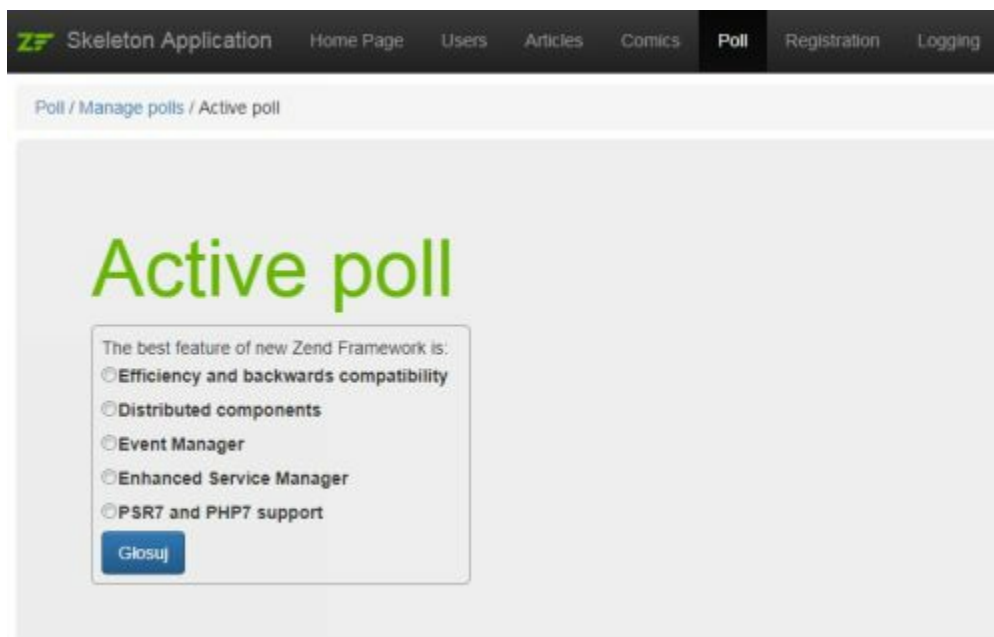 ZF Skeleton Application Home Page Users Articles Comics Poll Registration Logging
Poll / Manage polls / Active poll
Active poll
The best feature of new Zend Framework is:
Efficiency and backwards compatibility
Distributed components
Event Manager
Enhanced Service Manager
PSR7 and PHP7 support
Głosuj